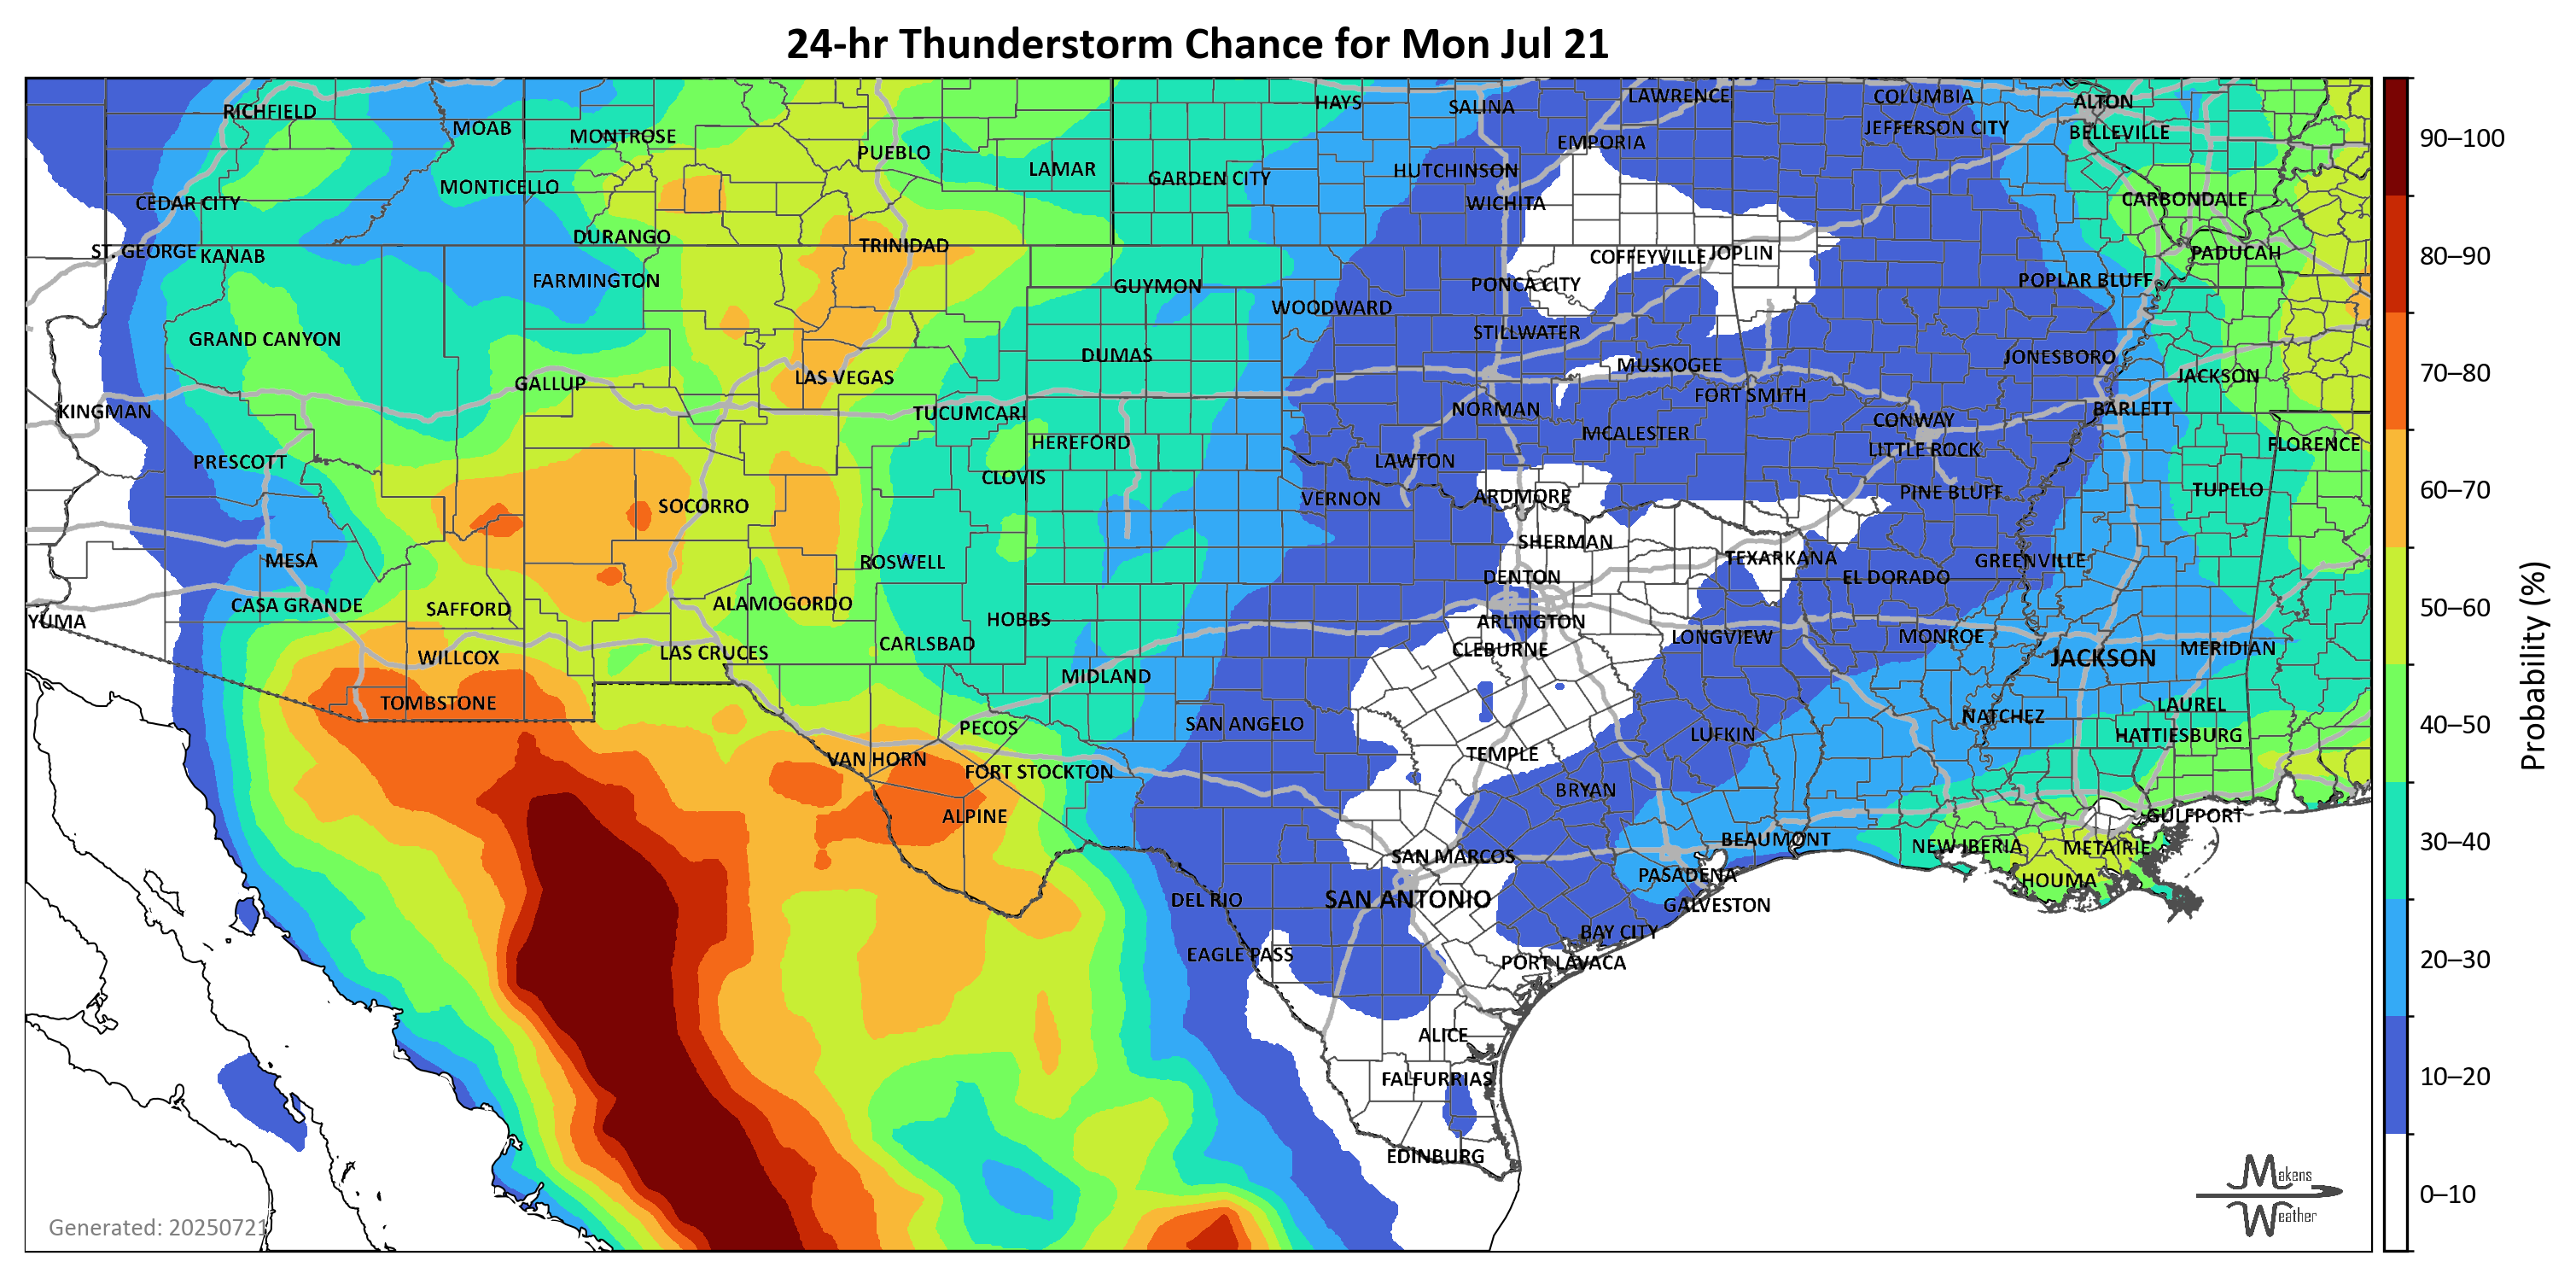 24-hr Thunderstorm Chance for Mon Jul 21
RICHFIELD
MOAB
MONTROSE
PUEBLO
LAMAR
HAYS
SALINA
LAWRENCE
COLUMBIA
ALTON
JEFFERSON CITY
BELLEVILLE
EMPORIA
HUTCHINSON
GARDEN CITY
MONTICELLO
CEDAR CITY
WICHITA
CARBONDALE
ST. GEORGE
KANAB
DURANGO
TRINIDAD
COFFEYVILLE
JOPLIN
PADUCAH
FARMINGTON
GUYMON
PONCA CITY
POPLAR BLUFF
WOODWARD
GRAND CANYON
STILLWATER
DUMAS
MUSKOGEE
JONESBORO
JACKSON
GALLUP
LAS VEGAS
FORT SMITH
KINGMAN
TUCUMCARI
NORMAN
BARLETT
CONWAY
HEREFORD
MCALESTER
LITTLE ROCK
FLORENCE
PRESCOTT
CLOVIS
LAWTON
VERNON
ARDMORE
PINE BLUFF
TUPELO
SOCORRO
SHERMAN
MESA
ROSWELL
TEXARKANA
GREENVILLE
DENTON
EL DORADO
CASA GRANDE
SAFFORD
ALAMOGORDO
YUMA
HOBBS
ARLINGTON
CARLSBAD
LONGVIEW
MONROE
WILLCOX
LAS CRUCES
CLEBURNE
JACKSON
MERIDIAN
MIDLAND
TOMBSTONE
LAUREL
PECOS
SAN ANGELO
NATCHEZ
LUFKIN
HATTIESBURG
VAN HORN
FORT STOCKTON
TEMPLE
BRYAN
ALPINE
GULFPORT
BEAUMONT
NEW IBERIA
METAIRIE
SAN MARCOS
PASADENA
HOUMA
DEL RIO
SAN ANTONIO
GALVESTON
BAY CITY
EAGLE PASS
PORT LAVACA
ALICE
FALFURRIAS
EDINBURG
Generated: 20250721
Makens
Weather
90–100
80–90
70–80
60–70
50–60
40–50
30–40
20–30
10–20
0–10
Probability (%)